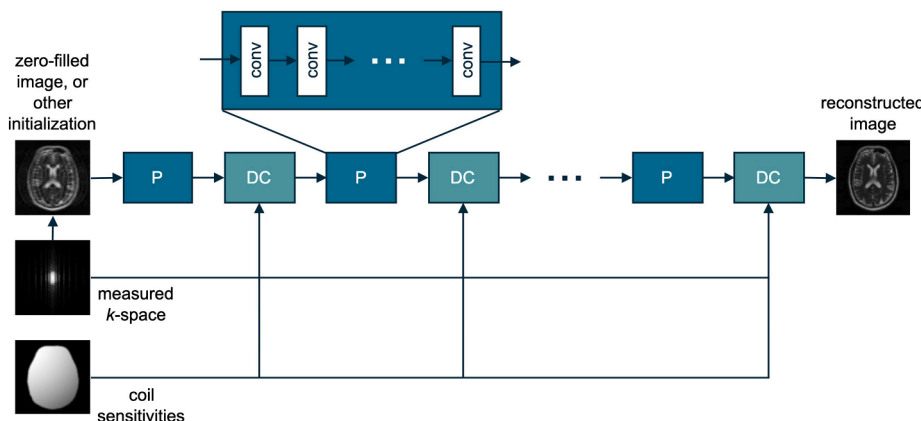 conv
conv
conv
zero-filled
image, or
other
initialization
reconstructed
image
P
DC
P
DC
P
DC
measured
k-space
coil
sensitivities